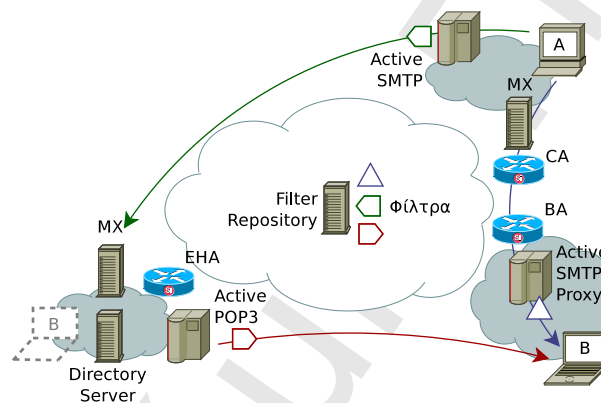 A
Active
SMTP
MX
CA
Filter
Repository
Φίλτρα
BA
MX
EHA
Active
SMTP
Proxy
Active
POP3
B
B
Directory
Server